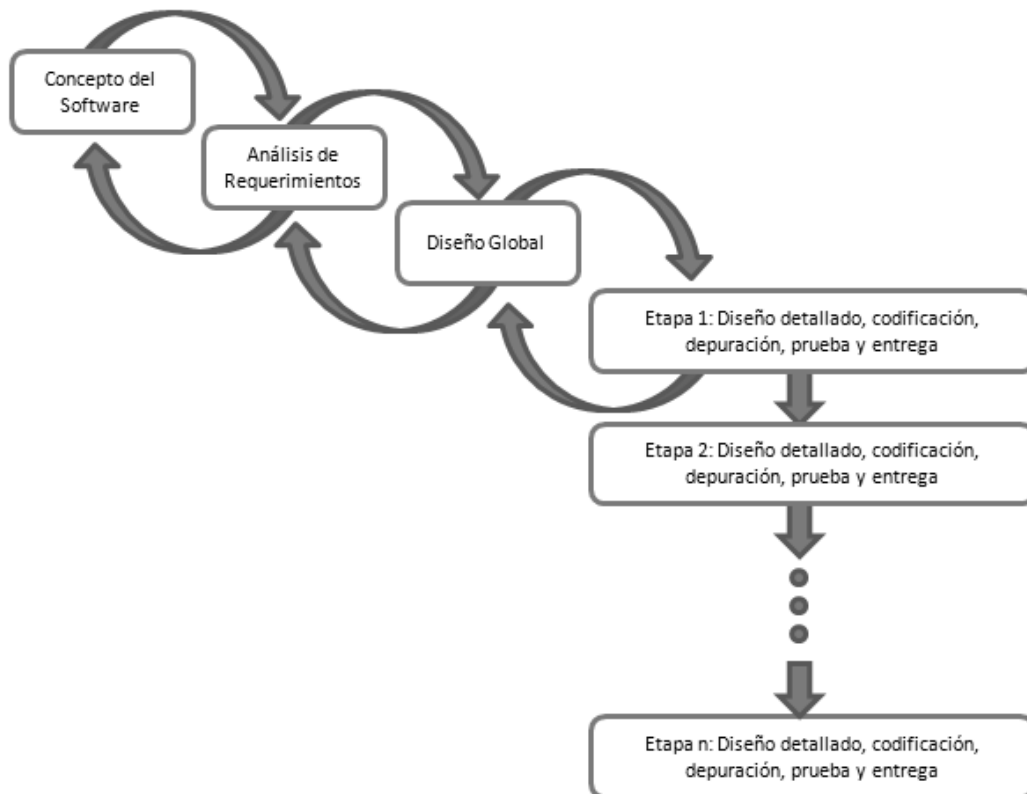 Concepto del
Software
Análisis de
Requerimientos
Diseño Global
Etapa 1: Diseño detallado, codificación,
depuración, prueba y entrega
Etapa 2: Diseño detallado, codificación,
depuración, prueba y entrega
Etapa n: Diseño detallado, codificación,
depuración, prueba y entrega